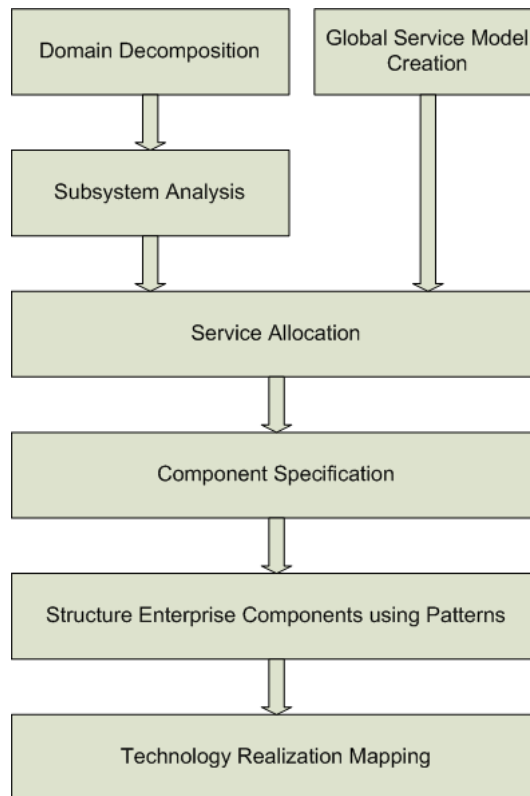 Domain Decomposition
Global Service Model
Creation
Subsystem Analysis
Service Allocation
Component Specification
Structure Enterprise Components using Patterns
Technology Realization Mapping